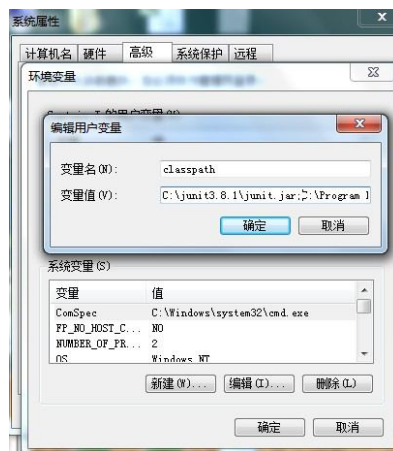 系统属性
计算机名 硬件 高级 系统保护 远程
环境变量
编辑用户变量
变量名(N): classpath
变量值(V): C:\junit3.8.1\junit.jar;C:\Program
确定 取消
系统变量(S)
变量 值
ComSpec C:\Windows\system32\cmd.exe
FP_NO_HOST_C... NO
NUMBER_OF_PR... 2
OS Windows_NT
新建(W)... 编辑(I)... 删除(L)
确定 取消